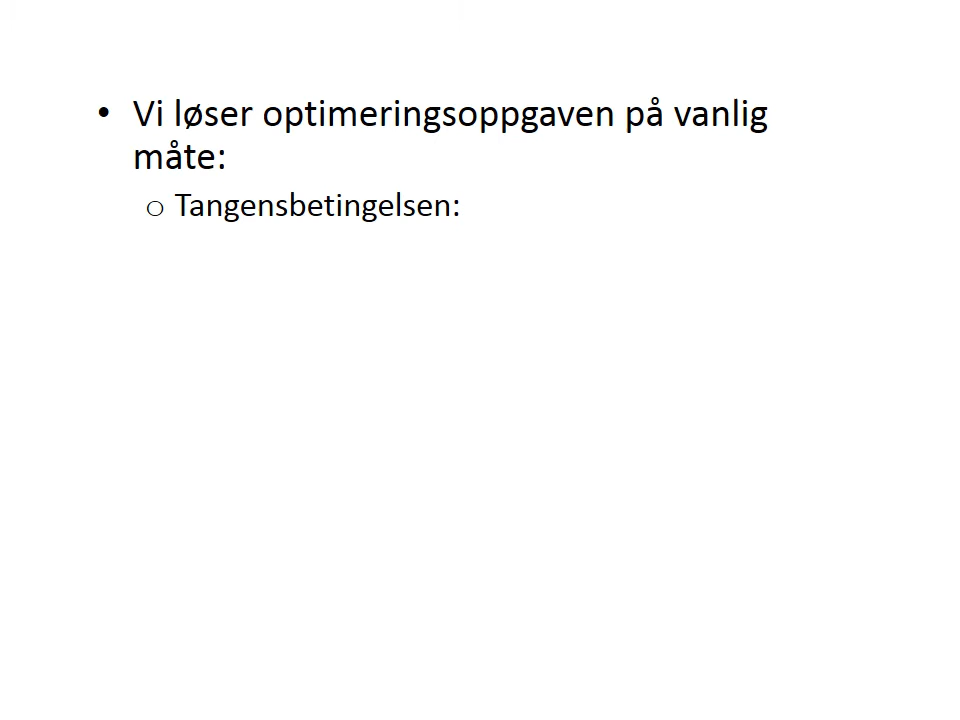 • Vi løser optimeringsoppgaven på vanlig
måte:
o Tangensbetingelsen: